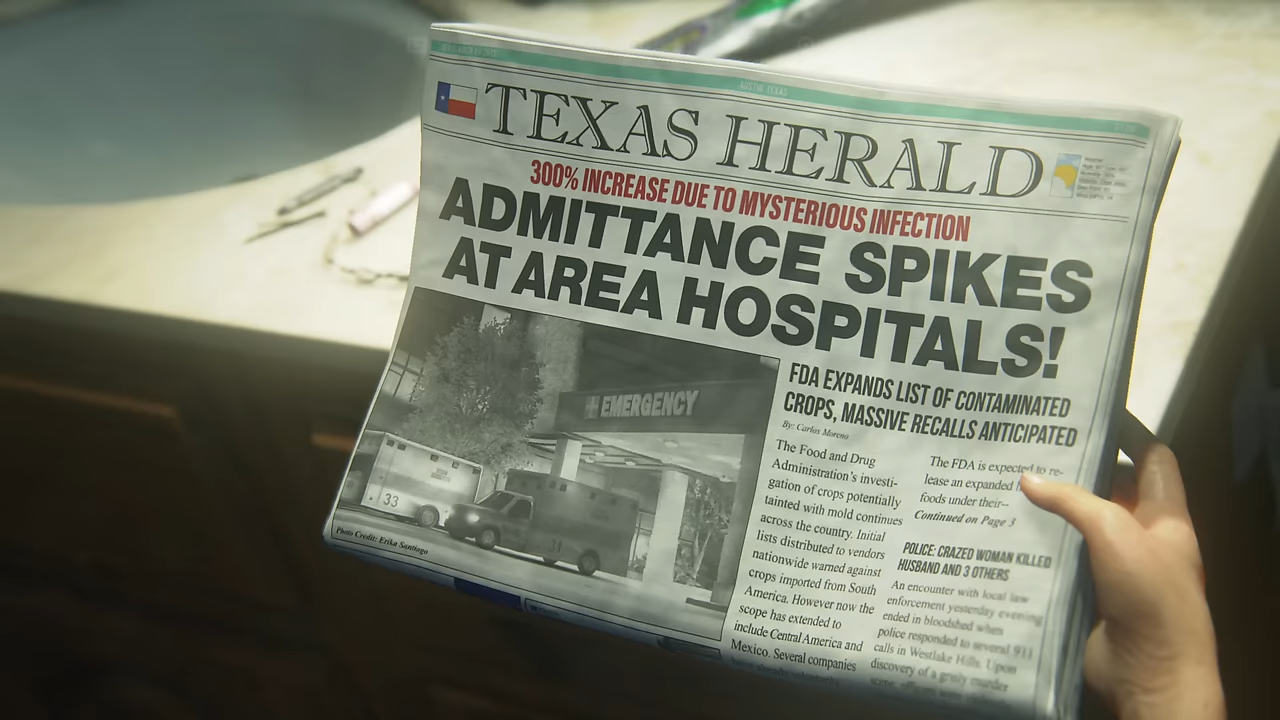 AUSTIN, TEXAS
TEXAS HERALD
300% INCREASE DUE TO MYSTERIOUS INFECTION
ADMITTANCE SPIKES
AT AREA HOSPITALS!
EMERGENCY
33
31
Photo Credit: Erika Santiago
FDA EXPANDS LIST OF CONTAMINATED
CROPS, MASSIVE RECALLS ANTICIPATED
By: Carlos Moreno
The Food and Drug
Administration's investi-
gation of crops potentially
tainted with mold continues
across the country. Initial
lists distributed to vendors
nationwide warned against
crops imported from South
America. However now the
scope has extended to
include Central America and
Mexico. Several companies
The FDA is expected to re-
lease an expanded
foods under their--
Continued on Page 3
POLICE: CRAZED WOMAN KILLED
HUSBAND AND 3 OTHERS
An encounter with local law
enforcement yesterday evening
ended in bloodshed when
police responded to several 911
calls in Westlake Hills. Upon
discovery of a grisly murder